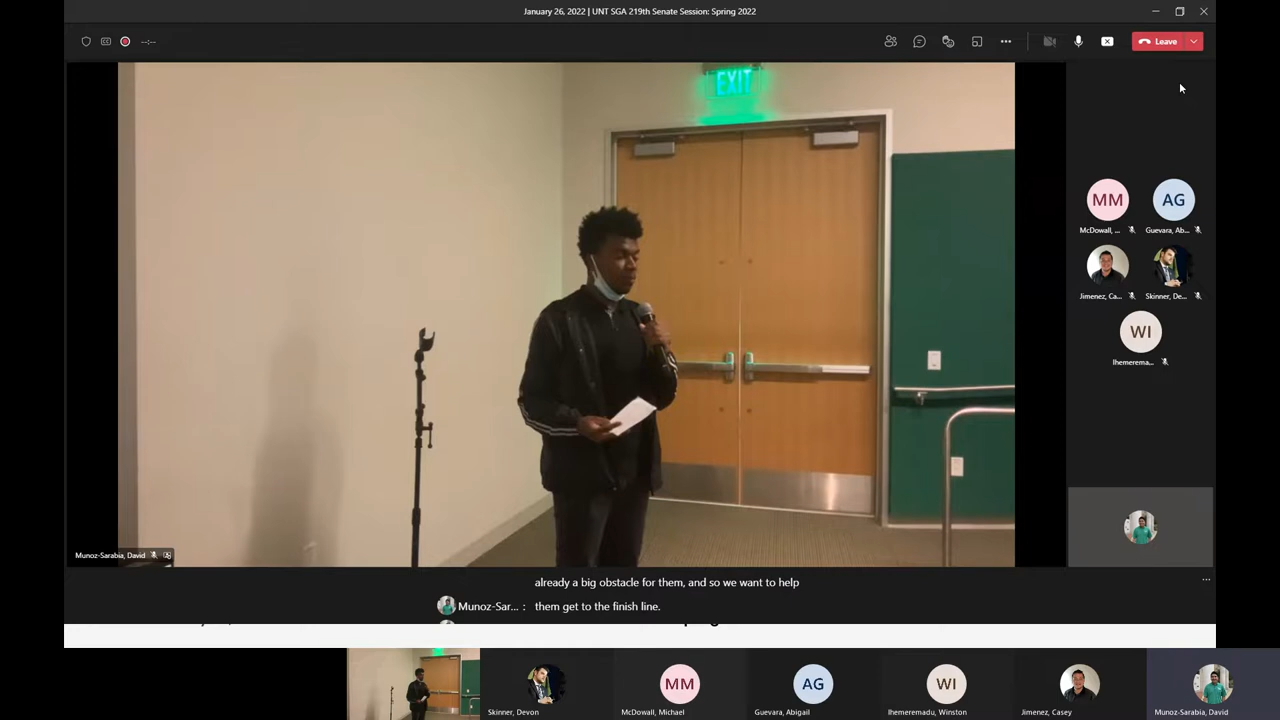 January 26, 2022 | UNT SGA 219th Senate Session: Spring 2022
--:--
Leave
EXIT
MM
AG
McDowall, ...
Guevara, Ab...
Jimenez, Ca...
Skinner, De...
WI
Ihemerema...
Munoz-Sarabia, David
already a big obstacle for them, and so we want to help
Munoz-Sar... : them get to the finish line.
MM
AG
WI
Skinner, Devon
McDowall, Michael
Guevara, Abigail
Ihemeremadu, Winston
Jimenez, Casey
Munoz-Sarabia, David